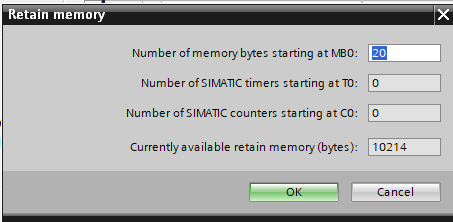 Retain memory
Number of memory bytes starting at MB0: 20
Number of SIMATIC timers starting at T0: 0
Number of SIMATIC counters starting at C0: 0
Currently available retain memory (bytes): 10214
OK Cancel